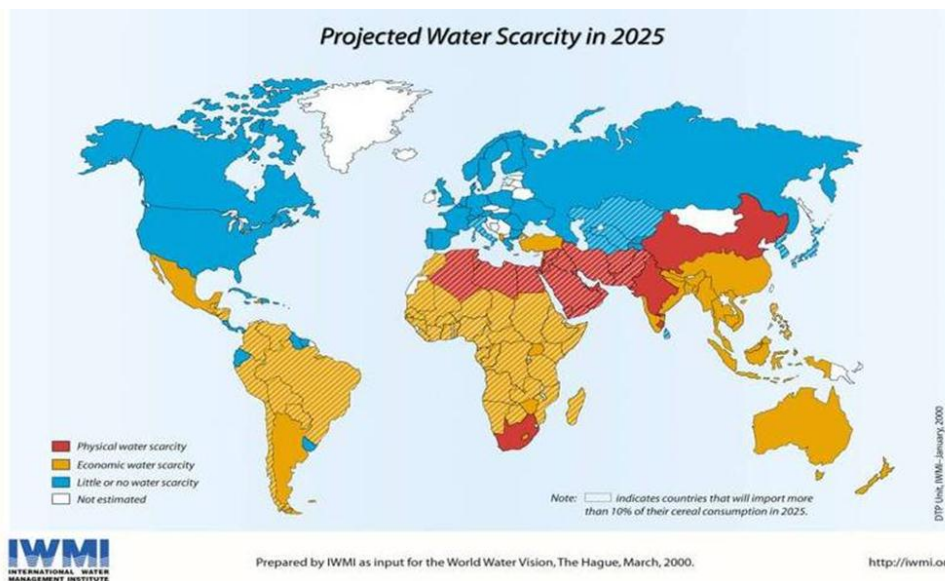 Projected Water Scarcity in 2025
Physical water scarcity
Economic water scarcity
Little or no water scarcity
Not estimated
Note: indicates countries that will import more
than 10% of their cereal consumption in 2025.
DTP Unit, IWMI-January, 2000
IWMI
INTERNATIONAL WATER
MANAGEMENT INSTITUTE
Prepared by IWMI as input for the World Water Vision, The Hague, March, 2000.
http://iwmi.o